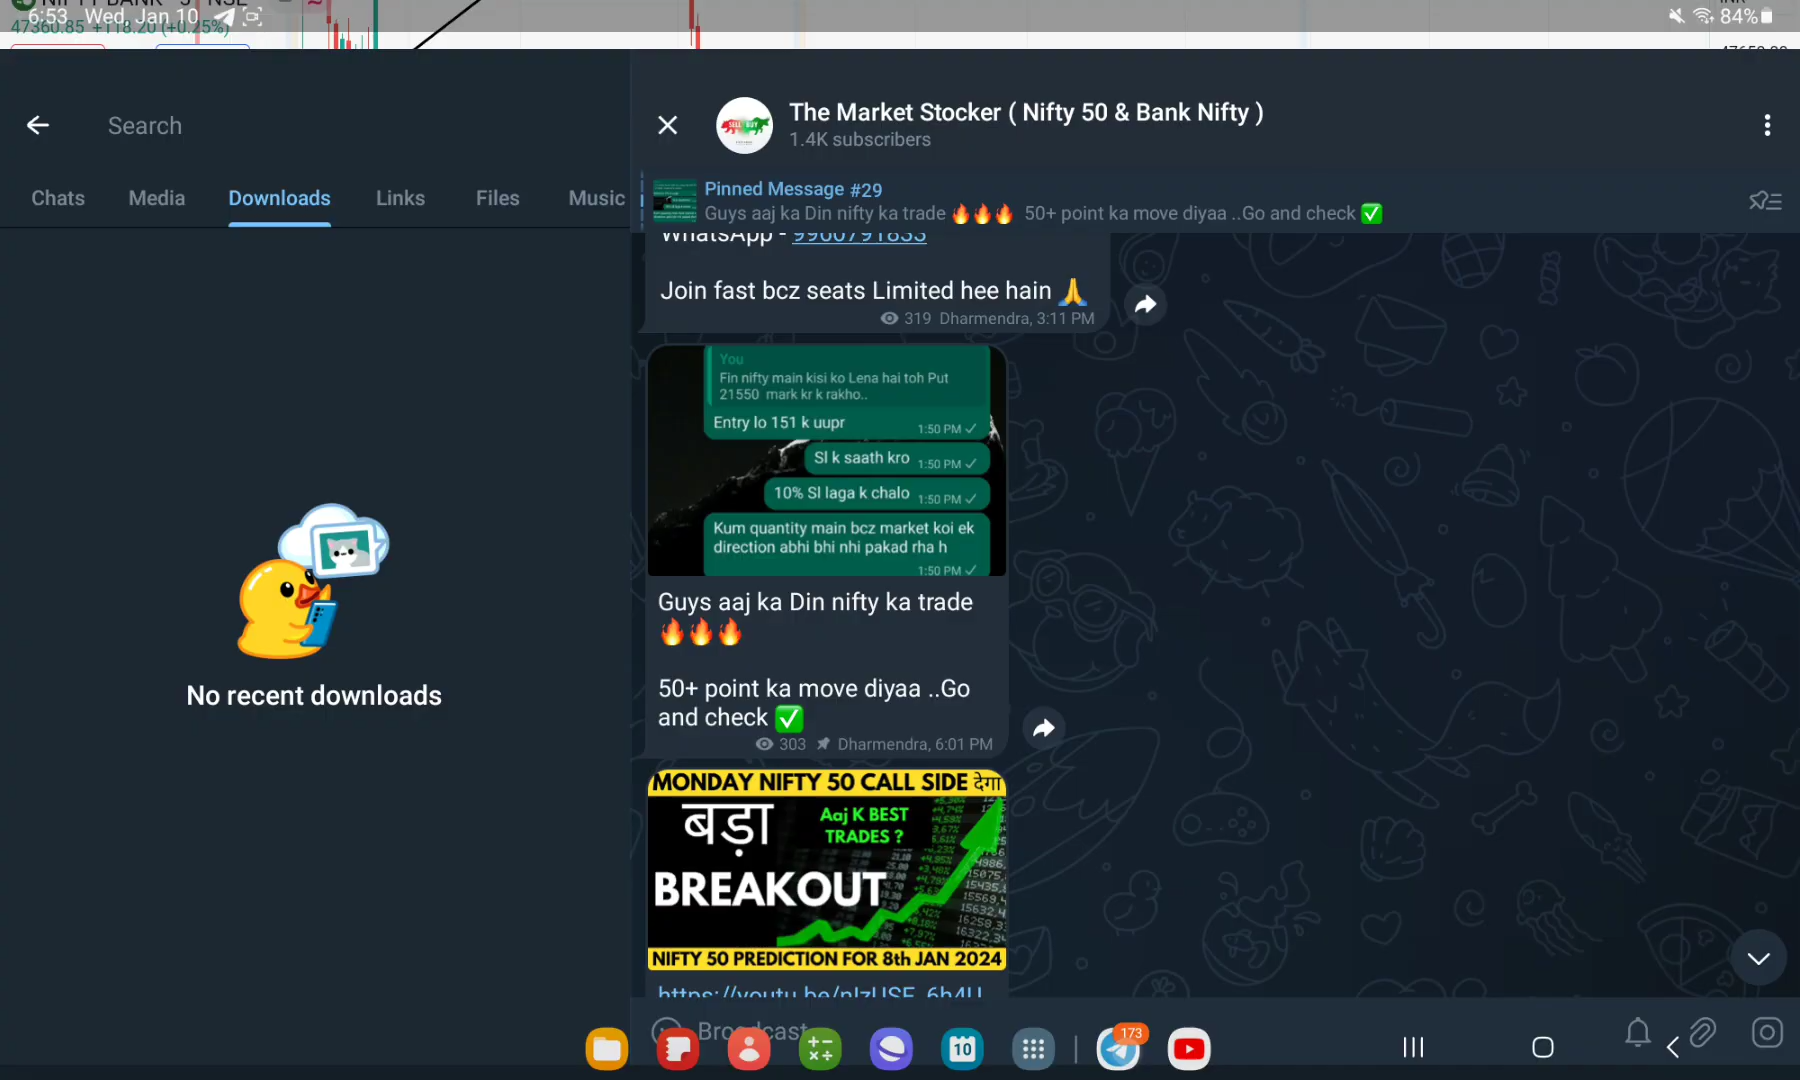 6:53 Wed, Jan 10
84%
47360.85 +118.20 (+0.25%)
Search
Chats
Media
Downloads
Links
Files
Music
No recent downloads
The Market Stocker ( Nifty 50 & Bank Nifty )
1.4K subscribers
Pinned Message #29
Guys aaj ka Din nifty ka trade 🔥🔥🔥 50+ point ka move diyaa ..Go and check ✅
WhatsApp - 9960791833
Join fast bcz seats Limited hee hain 🙏
319 Dharmendra, 3:11 PM
You
Fin nifty main kisi ko Lena hai toh Put
21550 mark kr k rakho..
Entry lo 151 k uupr
1:50 PM
Sl k saath kro 1:50 PM
10% Sl laga k chalo 1:50 PM
Kum quantity main bcz market koi ek
direction abhi bhi nhi pakad rha h
1:50 PM
Guys aaj ka Din nifty ka trade
🔥🔥🔥
50+ point ka move diyaa ..Go
and check ✅
303 Dharmendra, 6:01 PM
MONDAY NIFTY 50 CALL SIDE देगा
बड़ा
Aaj K BEST
TRADES ?
BREAKOUT
NIFTY 50 PREDICTION FOR 8th JAN 2024
Broadcast
10
173